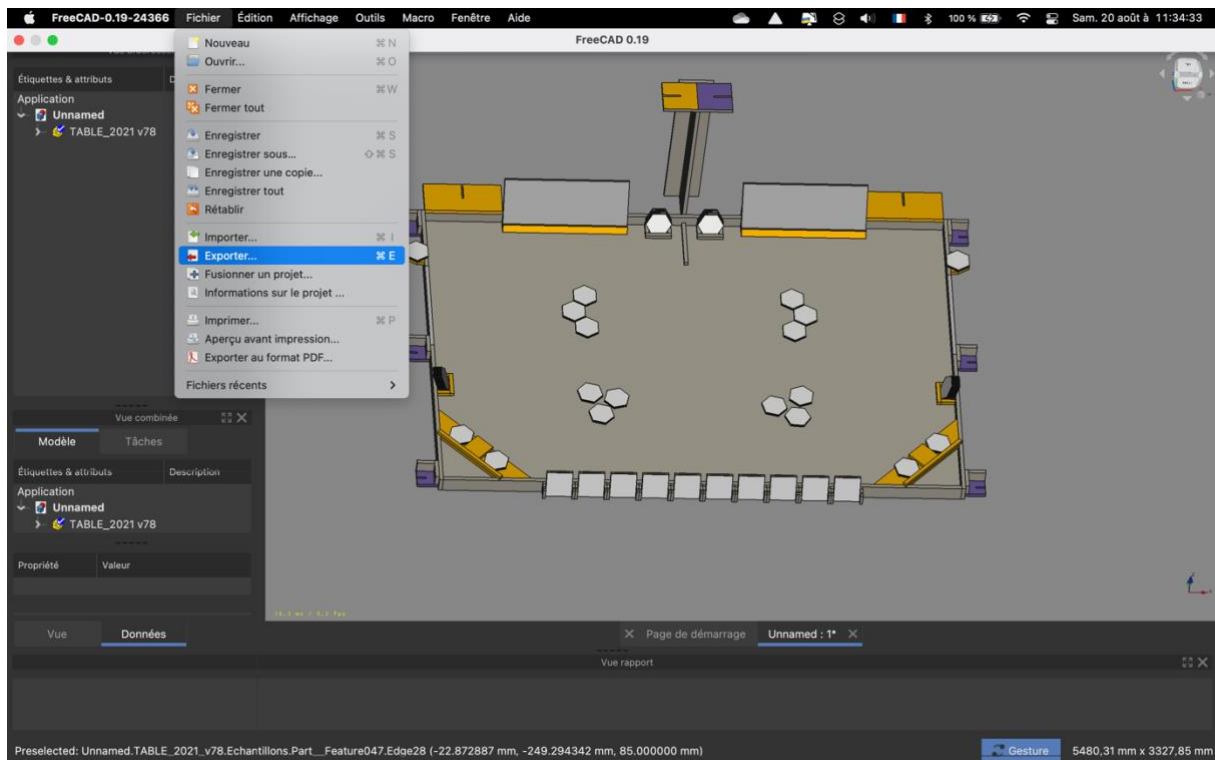 FreeCAD-0.19-24366 Fichier Édition Affichage Outils Macro Fenêtre Aide 100 % Sam. 20 août à 11:34:33
FreeCAD 0.19
Nouveau ⌘ N
Ouvrir... ⌘ O
Fermer ⌘ W
Fermer tout
Enregistrer ⌘ S
Enregistrer sous... ⇧ ⌘ S
Enregistrer une copie...
Enregistrer tout
Rétablir
Importer... ⌘ I
Exporter... ⌘ E
Fusionner un projet...
Informations sur le projet ...
Imprimer... ⌘ P
Aperçu avant impression...
Exporter au format PDF...
Fichiers récents
Étiquettes & attributs
Application
Unnamed
TABLE_2021 v78
Vue combinée
Modèle Tâches
Étiquettes & attributs Description
Application
Unnamed
TABLE_2021 v78
Propriété Valeur
Vue Données
Page de démarrage Unnamed : 1*
Vue rapport
Preselected: Unnamed.TABLE_2021_v78.Echantillons.Part__Feature047.Edge28 (-22.872887 mm, -249.294342 mm, 85.000000 mm)
Gesture 5480,31 mm x 3327,85 mm